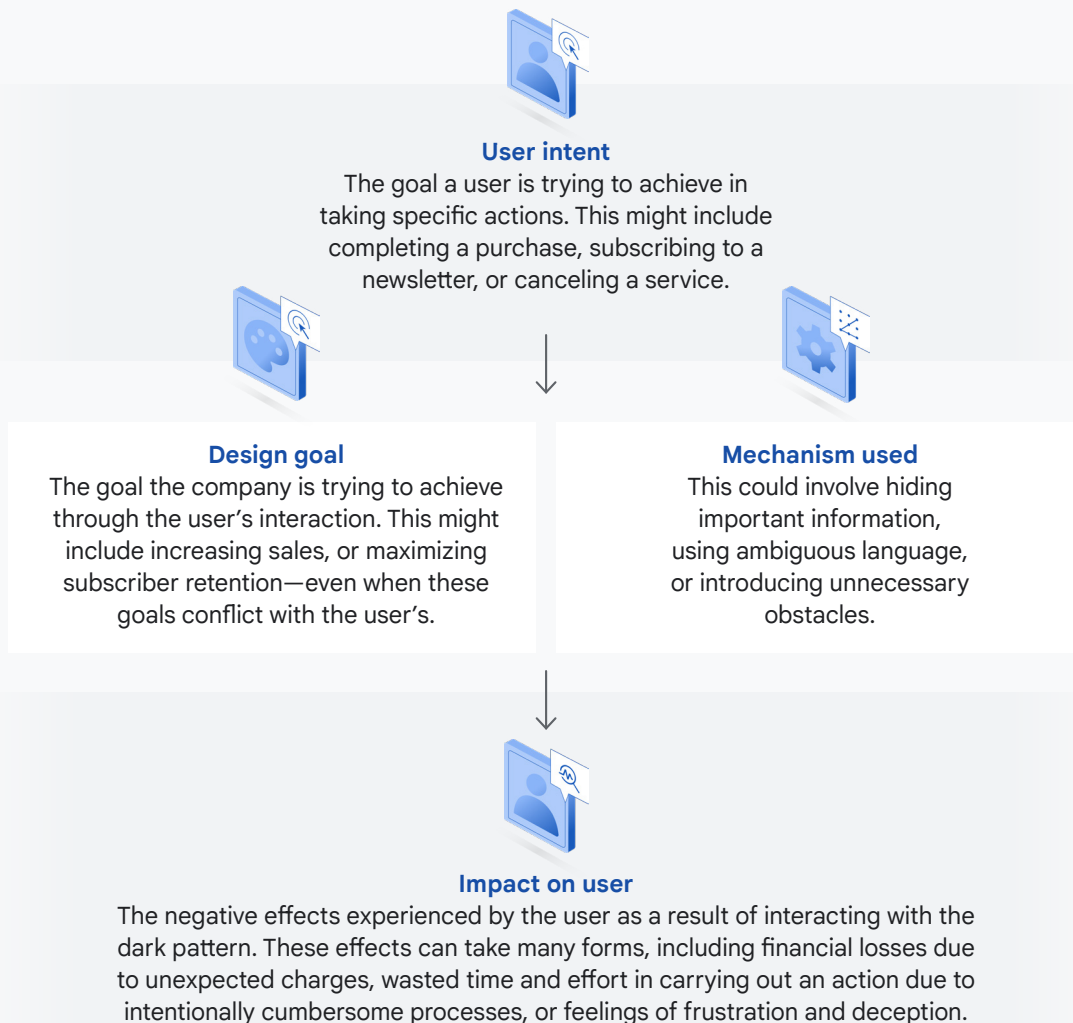 User intent
The goal a user is trying to achieve in
taking specific actions. This might include
completing a purchase, subscribing to a
newsletter, or canceling a service.
Design goal
The goal the company is trying to achieve
through the user’s interaction. This might
include increasing sales, or maximizing
subscriber retention—even when these
goals conflict with the user’s.
Mechanism used
This could involve hiding
important information,
using ambiguous language,
or introducing unnecessary
obstacles.
Impact on user
The negative effects experienced by the user as a result of interacting with the
dark pattern. These effects can take many forms, including financial losses due
to unexpected charges, wasted time and effort in carrying out an action due to
intentionally cumbersome processes, or feelings of frustration and deception.